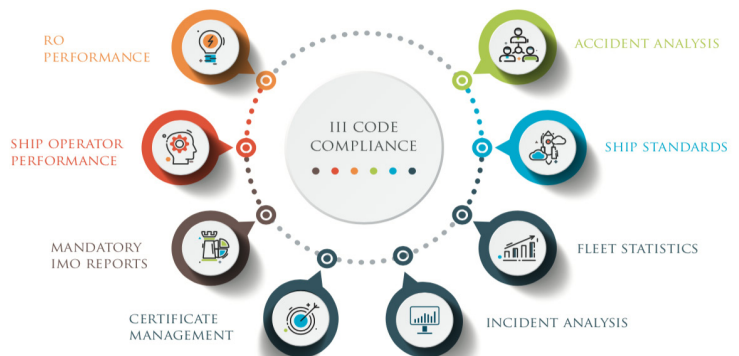 RO
PERFORMANCE
ACCIDENT ANALYSIS
III CODE
COMPLIANCE
SHIP OPERATOR
PERFORMANCE
SHIP STANDARDS
MANDATORY
IMO REPORTS
FLEET STATISTICS
CERTIFICATE
MANAGEMENT
INCIDENT ANALYSIS